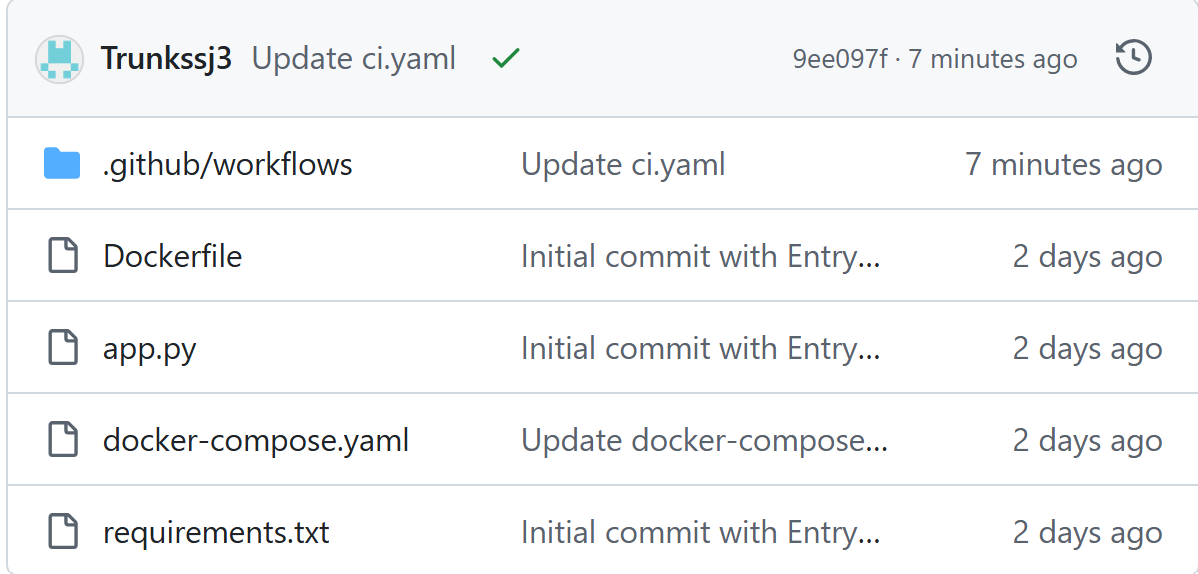 Trunkssj3 Update ci.yaml 9ee097f · 7 minutes ago
.github/workflows Update ci.yaml 7 minutes ago
Dockerfile Initial commit with Entry... 2 days ago
app.py Initial commit with Entry... 2 days ago
docker-compose.yaml Update docker-compose... 2 days ago
requirements.txt Initial commit with Entry... 2 days ago